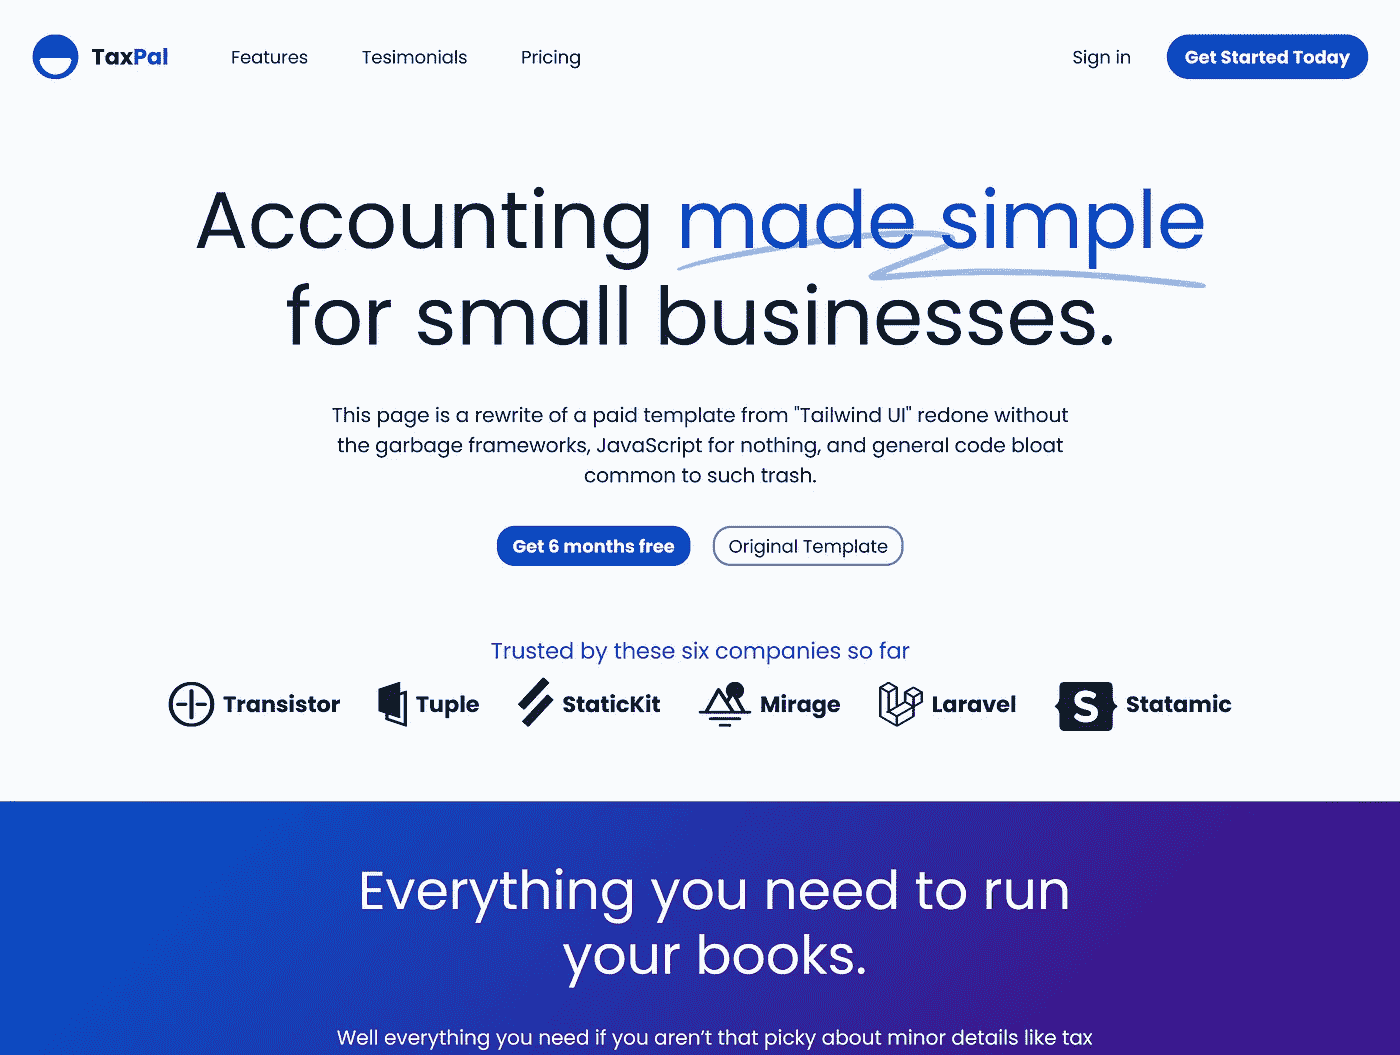 TaxPal
Features
Tesimonials
Pricing
Sign in
Get Started Today
Accounting made simple
for small businesses.
This page is a rewrite of a paid template from "Tailwind UI" redone without
the garbage frameworks, JavaScript for nothing, and general code bloat
common to such trash.
Get 6 months free
Original Template
Trusted by these six companies so far
Transistor
Tuple
StaticKit
Mirage
Laravel
S Statamic
Everything you need to run
your books.
Well everything you need if you aren’t that picky about minor details like tax